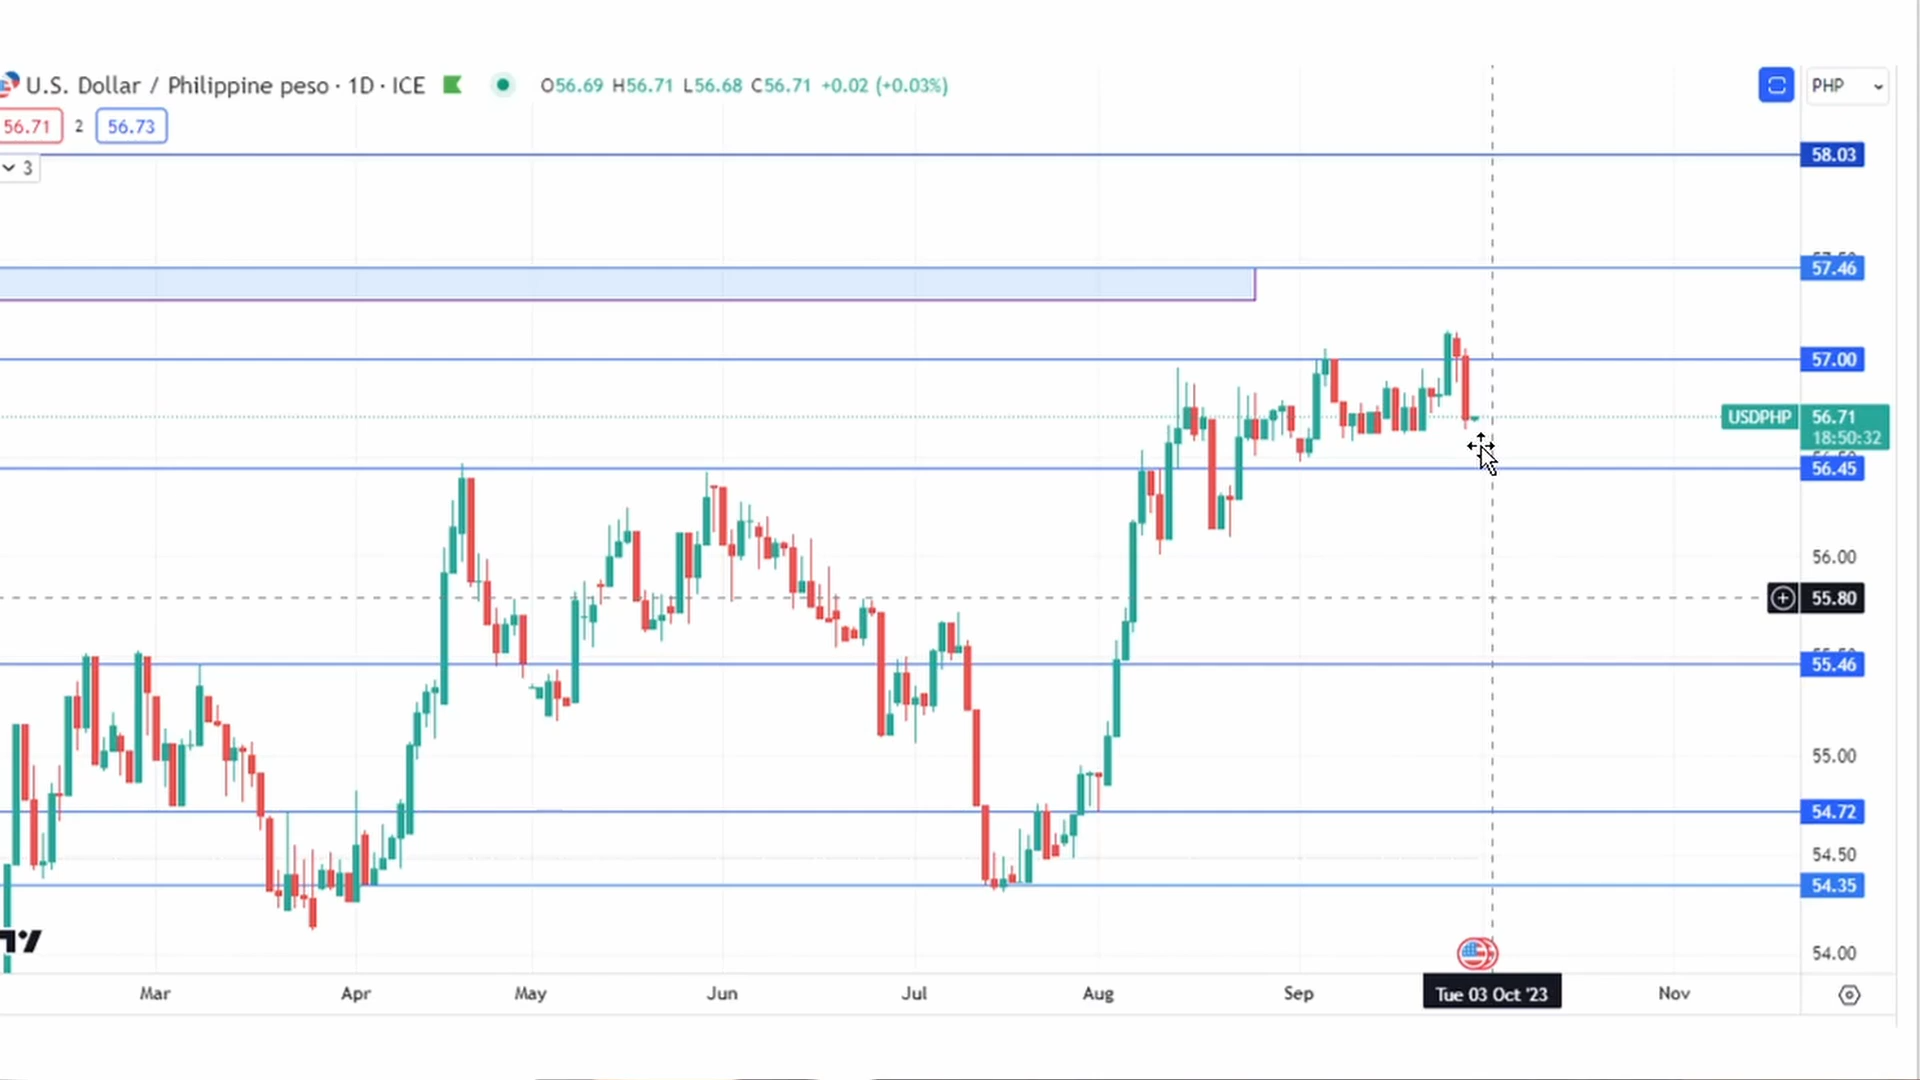 U.S. Dollar / Philippine peso · 1D · ICE O56.69 H56.71 L56.68 C56.71 +0.02 (+0.03%)
PHP
56.71 2 56.73
3
58.03
57.46
57.00
USDPHP 56.71
18:50:32
56.45
56.00
55.80
55.46
55.00
54.72
54.50
54.35
54.00
Mar Apr May Jun Jul Aug Sep Tue 03 Oct '23 Nov